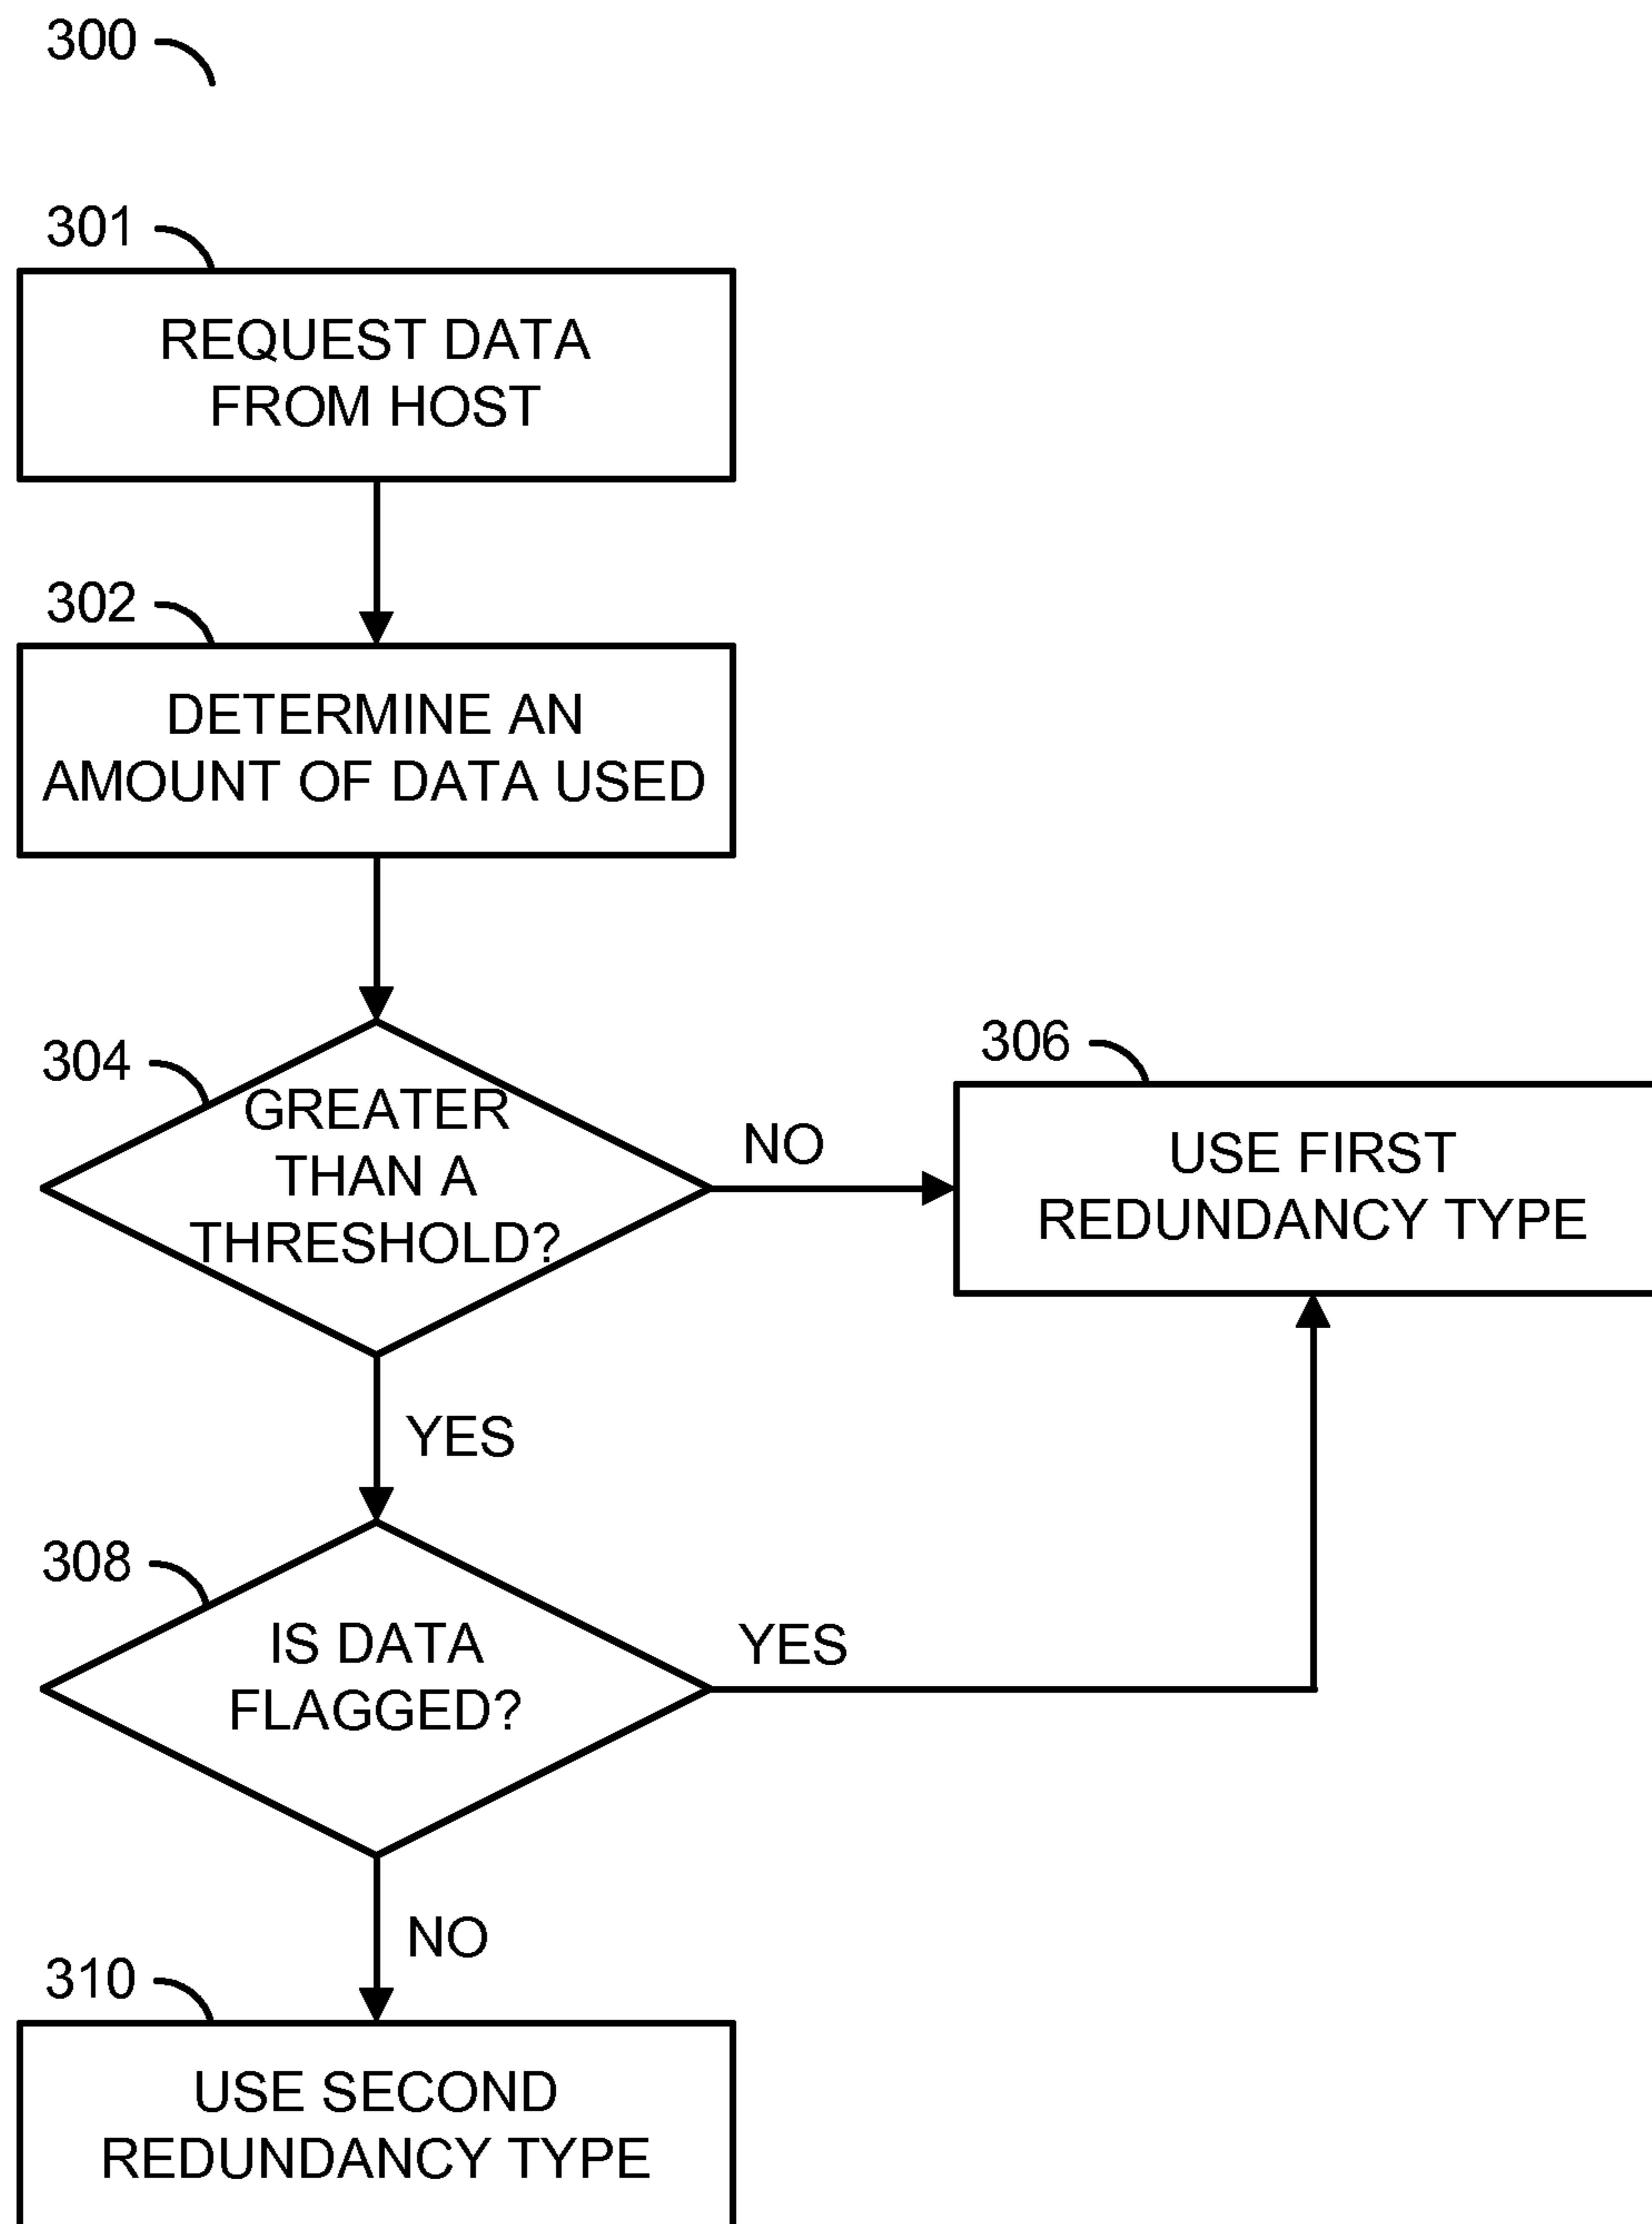 300
301
REQUEST DATA
FROM HOST
302
DETERMINE AN
AMOUNT OF DATA USED
304
GREATER
THAN A
THRESHOLD?
NO
306
USE FIRST
REDUNDANCY TYPE
YES
308
IS DATA
FLAGGED?
YES
NO
310
USE SECOND
REDUNDANCY TYPE